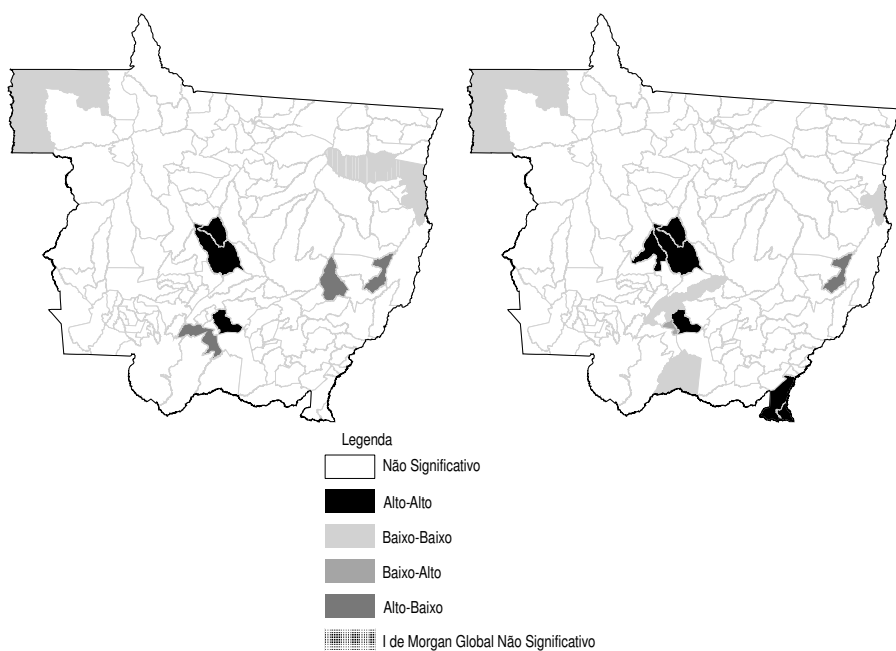 Legenda
Não Significativo
Alto-Alto
Baixo-Baixo
Baixo-Alto
Alto-Baixo
I de Morgan Global Não Significativo